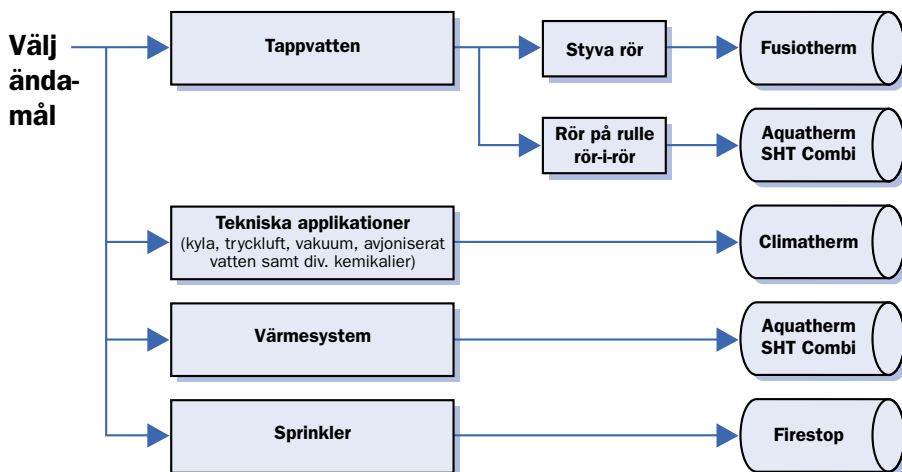 Välj
ända-
mål
Tappvatten
Styva rör
Fusiotherm
Rör på rulle
rör-i-rör
Aquatherm
SHT Combi
Tekniska applikationer
(kyla, tryckluft, vakuum, avjoniserat
vatten samt div. kemikalier)
Climatherm
Värmesystem
Aquatherm
SHT Combi
Sprinkler
Firestop